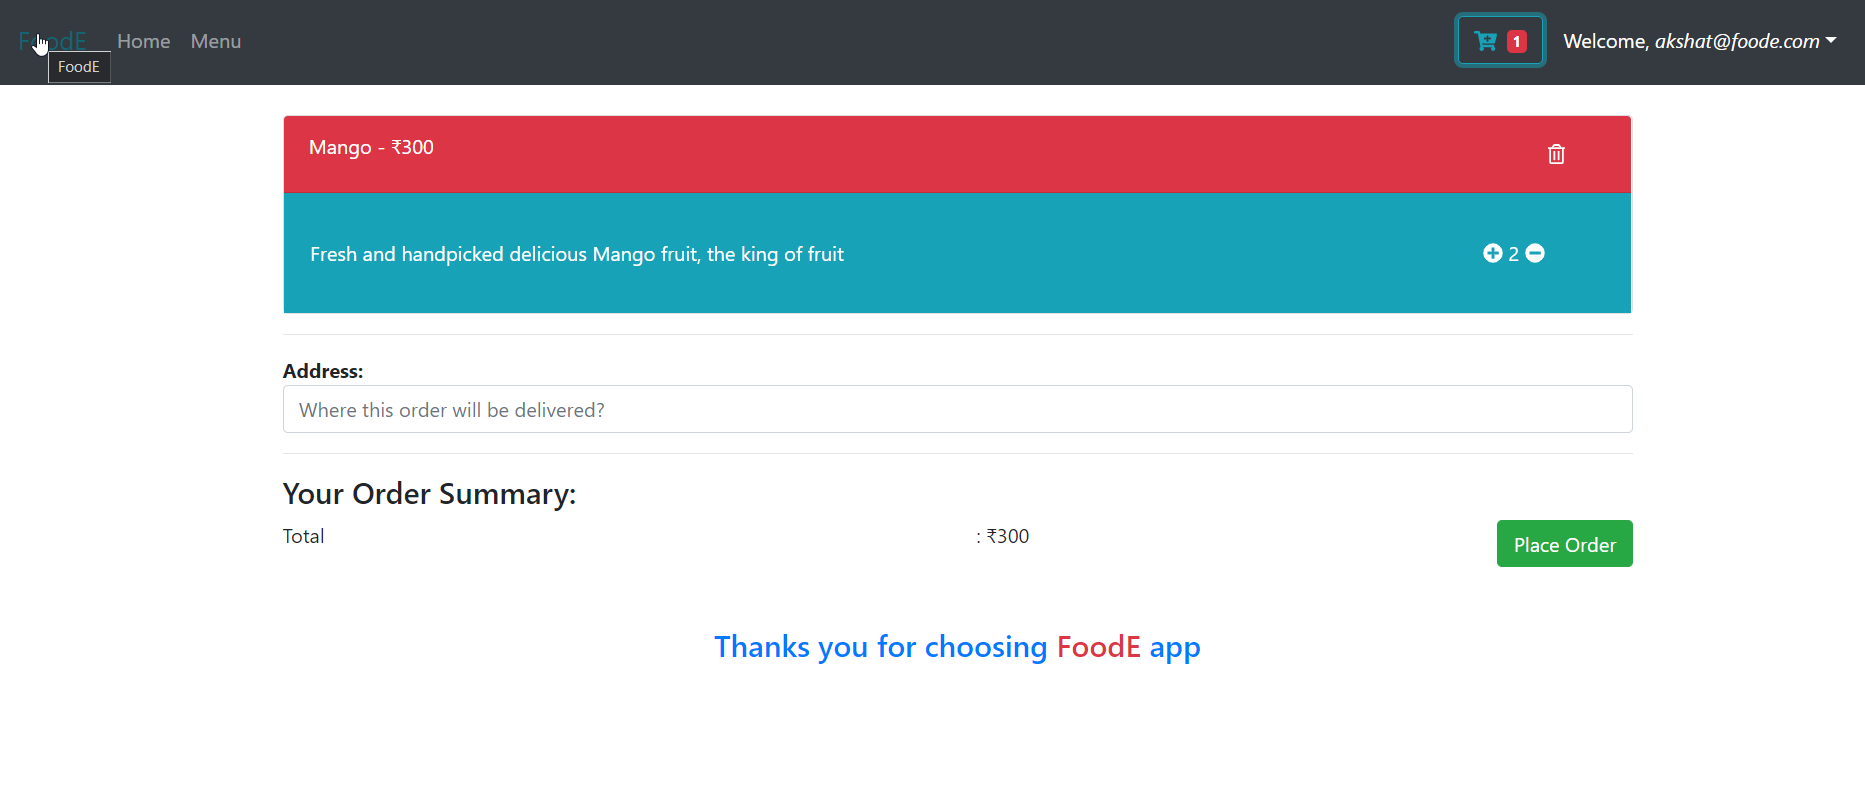 FoodE Home Menu 1 Welcome, akshat@foode.com
FoodE
Mango - ₹300
Fresh and handpicked delicious Mango fruit, the king of fruit 2
Address:
Where this order will be delivered?
Your Order Summary:
Total : ₹300 Place Order
Thanks you for choosing FoodE app